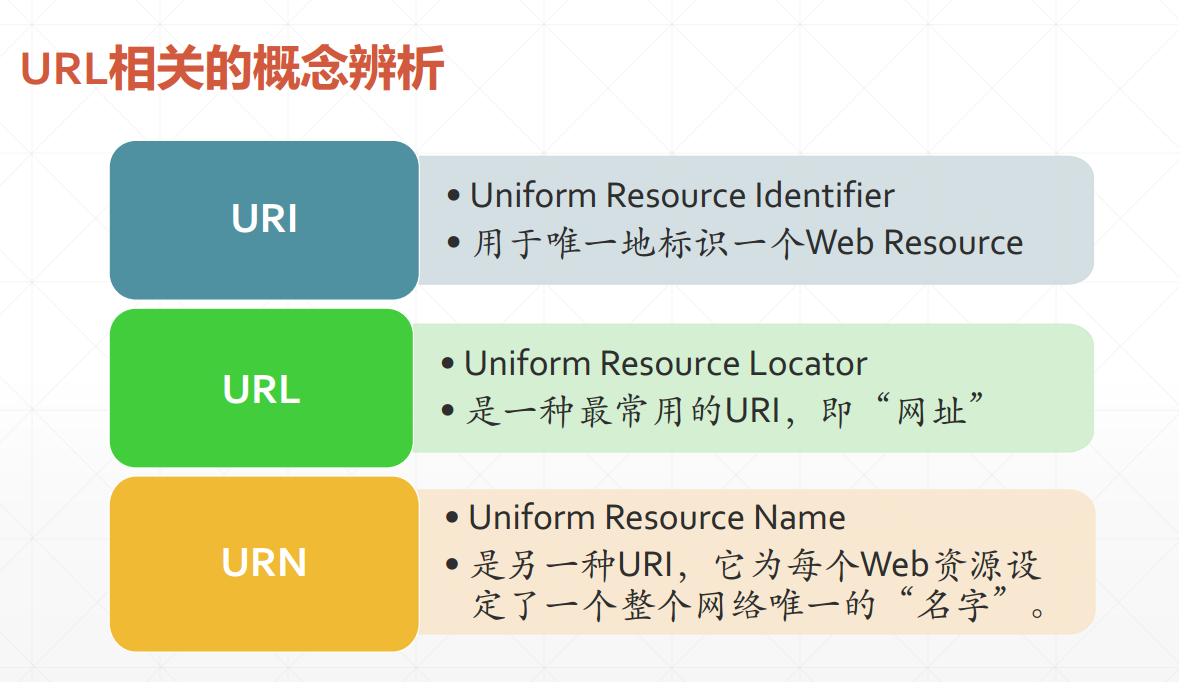 URL相关的概念辨析
URI
• Uniform Resource Identifier
• 用于唯一地标识一个Web Resource
URL
• Uniform Resource Locator
• 是一种最常用的URI，即“网址”
URN
• Uniform Resource Name
• 是另一种URI，它为每个Web资源设
定了一个整个网络唯一的“名字”。